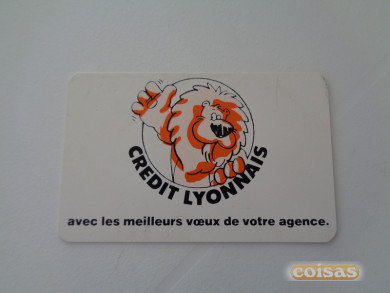 CREDIT LYONNAIS
avec les meilleurs vœux de votre agence.
coisas